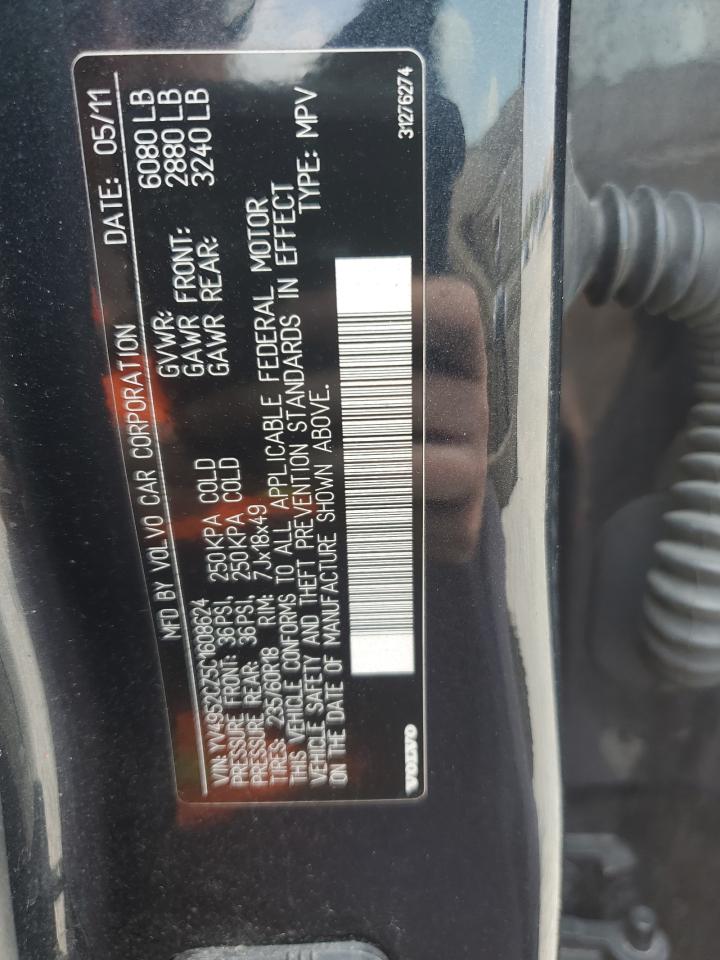 MFD BY VOLVO CAR CORPORATION DATE: 05/11
GVWR: 6080 LB
GAWR FRONT: 2880 LB
GAWR REAR: 3240 LB
VIN: YV4952CZ5C1608624
PRESSURE FRONT: 36PSI, 250KPA COLD
PRESSURE REAR: 36PSI, 250KPA COLD
TIRES: 235/60R18 RIM: 7Jx18x49
THIS VEHICLE CONFORMS TO ALL APPLICABLE FEDERAL MOTOR
VEHICLE SAFETY AND THEFT PREVENTION STANDARDS IN EFFECT
ON THE DATE OF MANUFACTURE SHOWN ABOVE. TYPE: MPV
VOLVO 31276274